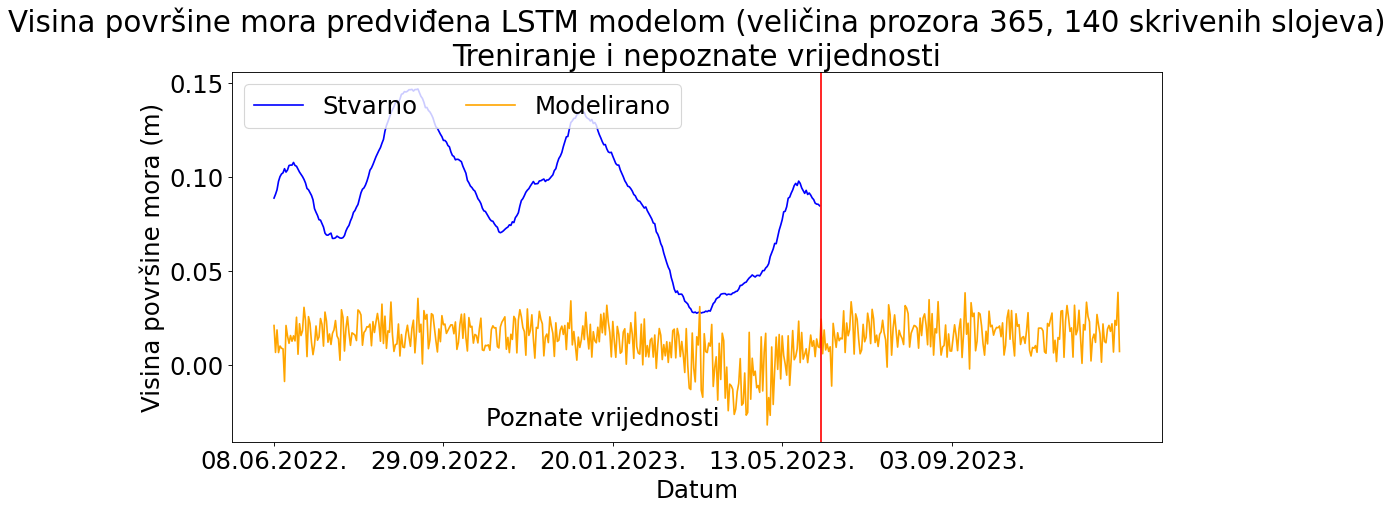 Visina površine mora predviđena LSTM modelom (veličina prozora 365, 140 skrivenih slojeva)
Treniranje i nepoznate vrijednosti
Stvarno
Modelirano
Visina površine mora (m)
0.15
0.10
0.05
0.00
Poznate vrijednosti
08.06.2022.
29.09.2022.
20.01.2023.
13.05.2023.
03.09.2023.
Datum